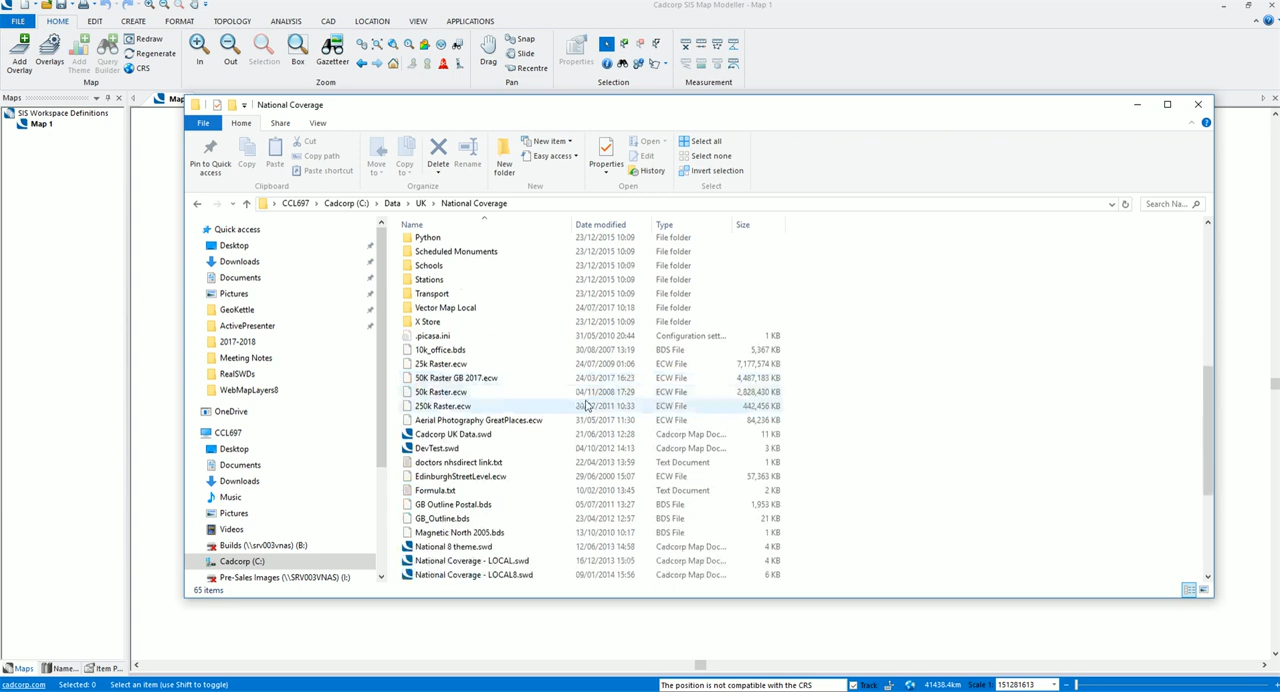 Cadcorp SIS Map Modeller - Map 1
FILE HOME EDIT CREATE FORMAT TOPOLOGY ANALYSIS CAD LOCATION VIEW APPLICATIONS
Add Overlay Overlays Add Theme Query Builder Redraw Regenerate CRS
In Out Selection Box Gazetteer Drag Snap Slide Recentre Properties
Map Zoom Pan Selection Measurement
Maps
Map
SIS Workspace Definitions
Map 1
National Coverage
File Home Share View
Pin to Quick access Copy Paste Cut Copy path Paste shortcut
Move to Copy to Delete Rename New folder New item Easy access
Properties Open Edit History Select all Select none Invert selection
Clipboard Organize New Open Select
CCL697 > Cadcorp (C:) > Data > UK > National Coverage
Search Na...
Quick access
Desktop
Downloads
Documents
Pictures
GeoKettle
ActivePresenter
2017-2018
Meeting Notes
RealSWDs
WebMapLayers8
OneDrive
CCL697
Desktop
Documents
Downloads
Music
Pictures
Videos
Builds (\\srv003vnas) (B:)
Cadcorp (C:)
Pre-Sales Images (\\SRV003VNAS) (I:)
Name Date modified Type Size
Python 23/12/2015 10:09 File folder
Scheduled Monuments 23/12/2015 10:09 File folder
Schools 23/12/2015 10:09 File folder
Stations 23/12/2015 10:09 File folder
Transport 23/12/2015 10:09 File folder
Vector Map Local 24/07/2017 10:18 File folder
X Store 23/12/2015 10:09 File folder
.picasa.ini 31/05/2010 20:44 Configuration sett... 1 KB
10k_office.bds 30/08/2007 13:19 BDS File 5,367 KB
25k Raster.ecw 24/07/2009 01:06 ECW File 7,177,574 KB
50K Raster GB 2017.ecw 24/03/2017 16:23 ECW File 4,487,183 KB
50k Raster.ecw 04/11/2008 17:29 ECW File 2,828,430 KB
250k Raster.ecw 2011 10:33 ECW File 442,456 KB
Aerial Photography GreatPlaces.ecw 31/05/2017 11:30 ECW File 84,236 KB
Cadcorp UK Data.swd 21/06/2013 12:28 Cadcorp Map Doc... 11 KB
DevTest.swd 04/10/2012 14:13 Cadcorp Map Doc... 3 KB
doctors nhsdirect link.txt 22/04/2013 13:59 Text Document 1 KB
EdinburghStreetLevel.ecw 29/06/2000 15:07 ECW File 57,363 KB
Formula.txt 10/02/2010 13:45 Text Document 2 KB
GB Outline Postal.bds 05/07/2011 13:27 BDS File 1,953 KB
GB_Outline.bds 23/04/2012 12:57 BDS File 21 KB
Magnetic North 2005.bds 13/10/2010 10:17 BDS File 1 KB
National 8 theme.swd 12/06/2013 14:58 Cadcorp Map Doc... 4 KB
National Coverage - LOCAL.swd 16/12/2013 15:05 Cadcorp Map Doc... 4 KB
National Coverage - LOCAL8.swd 09/01/2014 15:56 Cadcorp Map Doc... 6 KB
65 items
Maps Name... Item P...
cadcorp.com Selected: 0 Select an item (use Shift to toggle) The position is not compatible with the CRS Track 41438.4km Scale 1: 151281613